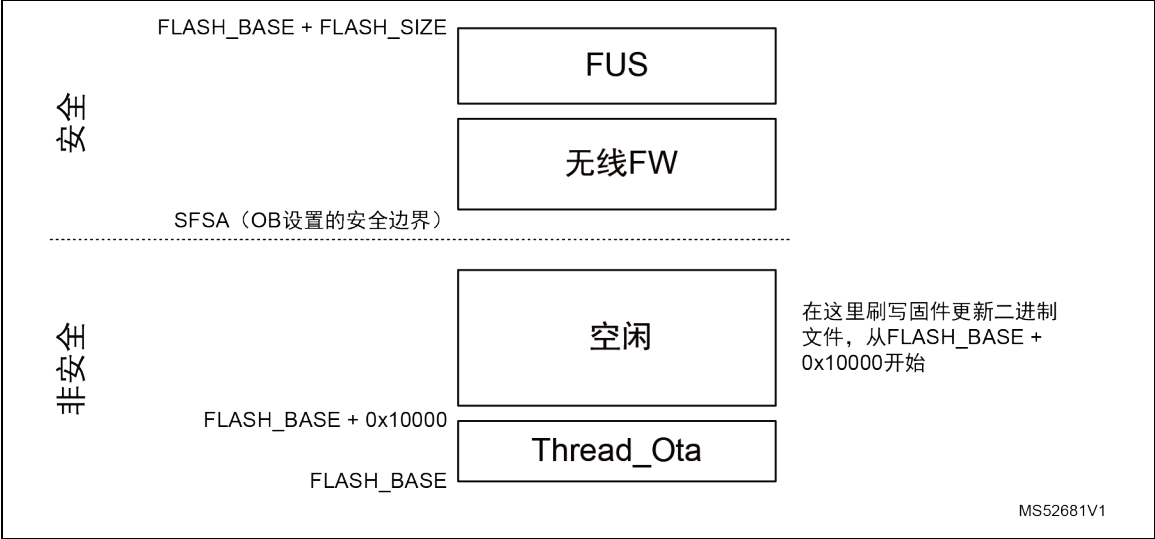 FLASH_BASE + FLASH_SIZE
FUS
安全
无线FW
SFSA（OB设置的安全边界）
非安全
空闲
在这里刷写固件更新二进制
文件，从FLASH_BASE +
0x10000开始
FLASH_BASE + 0x10000
Thread_Ota
FLASH_BASE
MS52681V1